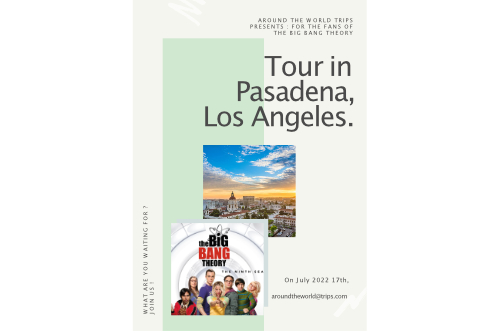 AROUND THE WORLD TRIPS
PRESENTS : FOR THE FANS OF
THE BIG BANG THEORY
Tour in
Pasadena,
Los Angeles.
the BIG
BANG
THEORY
THE NINTH SEA
On July 2022 17th,
aroundtheworld@trips.com
WHAT ARE YOU WAITING FOR ?
JOIN US !